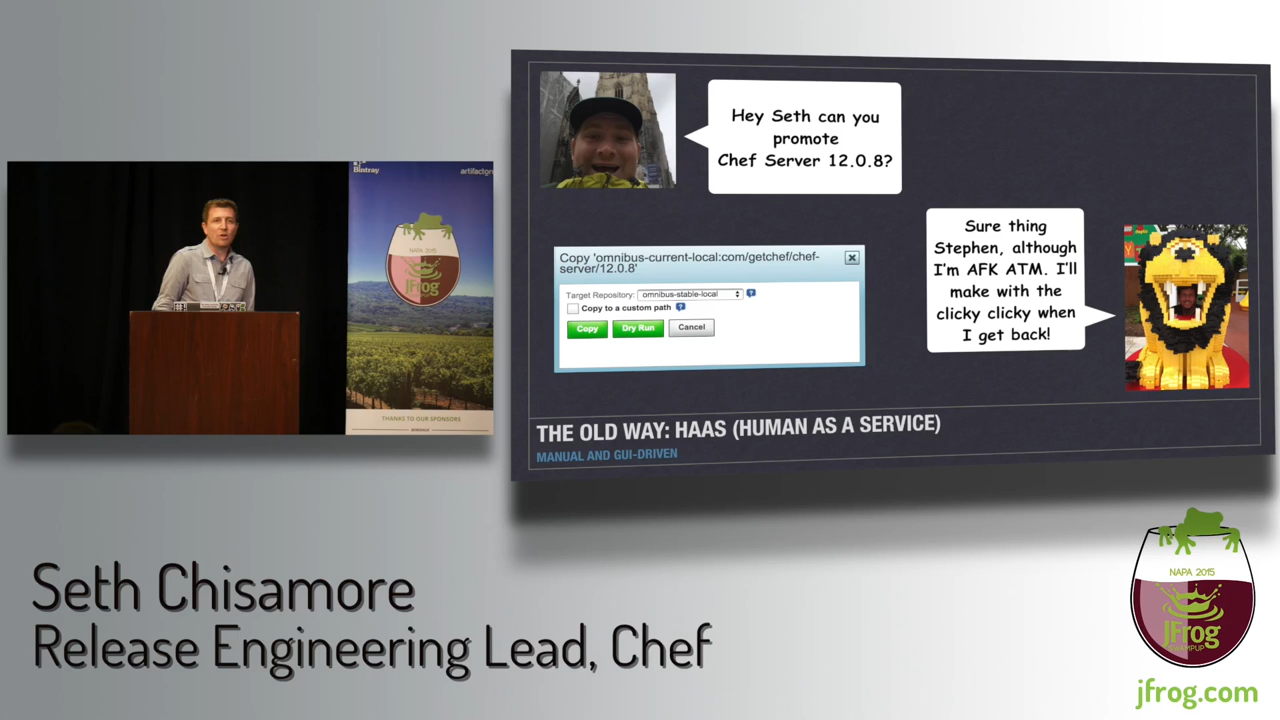 Bintray
artifactory
NAPA 2015
jFrog
THANKS TO OUR SPONSORS
Hey Seth can you
promote
Chef Server 12.0.8?
Sure thing
Stephen, although
I'm AFK ATM. I'll
make with the
clicky clicky when
I get back!
Copy 'omnibus-current-local:com/getchef/chef-
server/12.0.8'
Target Repository: omnibus-stable-local
Copy to a custom path
Copy Dry Run Cancel
THE OLD WAY: HAAS (HUMAN AS A SERVICE)
MANUAL AND GUI-DRIVEN
Seth Chisamore
Release Engineering Lead, Chef
NAPA 2015
jFrog
SWAMPUP
jfrog.com